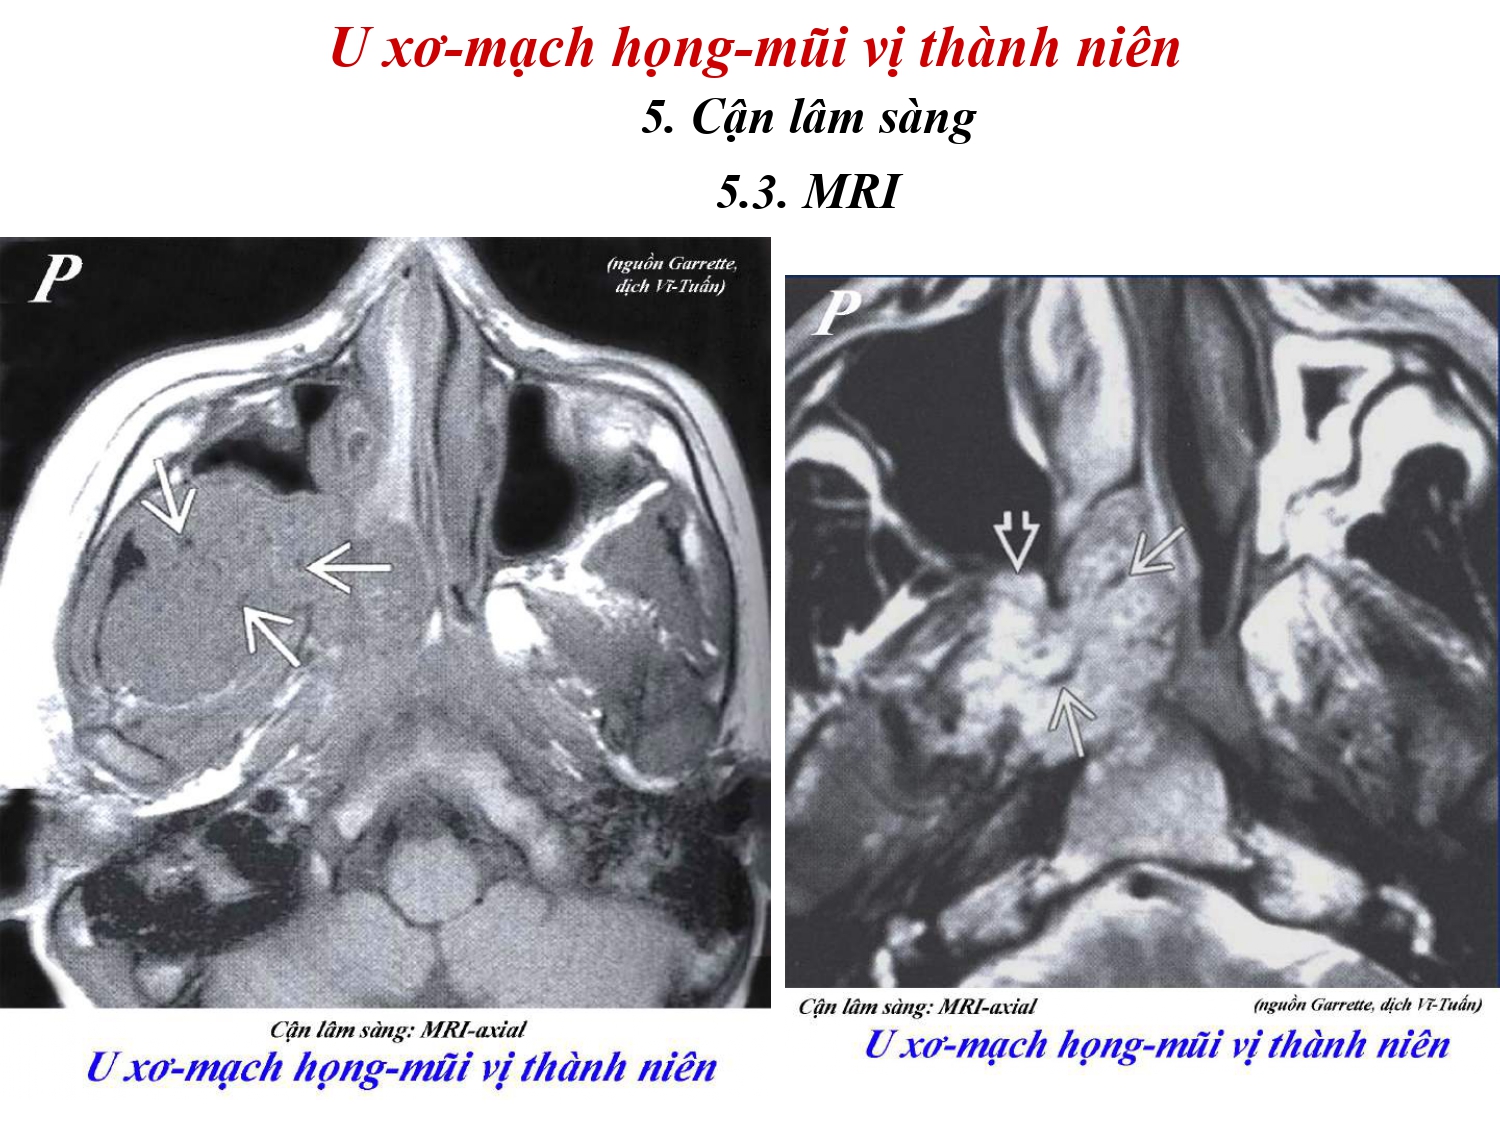 U xơ-mạch họng-mũi vị thành niên
5. Cận lâm sàng
5.3. MRI
P
(nguồn Garrette,
dịch Vĩ-Tuấn)
Cận lâm sàng: MRI-axial
U xơ-mạch họng-mũi vị thành niên
P
Cận lâm sàng: MRI-axial
(nguồn Garrette, dịch Vĩ-Tuấn)
U xơ-mạch họng-mũi vị thành niên